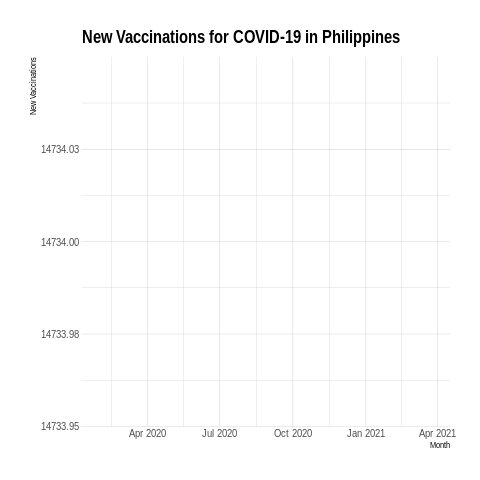 New Vaccinations for COVID-19 in Philippines
New Vaccinations
14734.03
14734.00
14733.98
14733.95
Apr 2020 Jul 2020 Oct 2020 Jan 2021 Apr 2021
Month